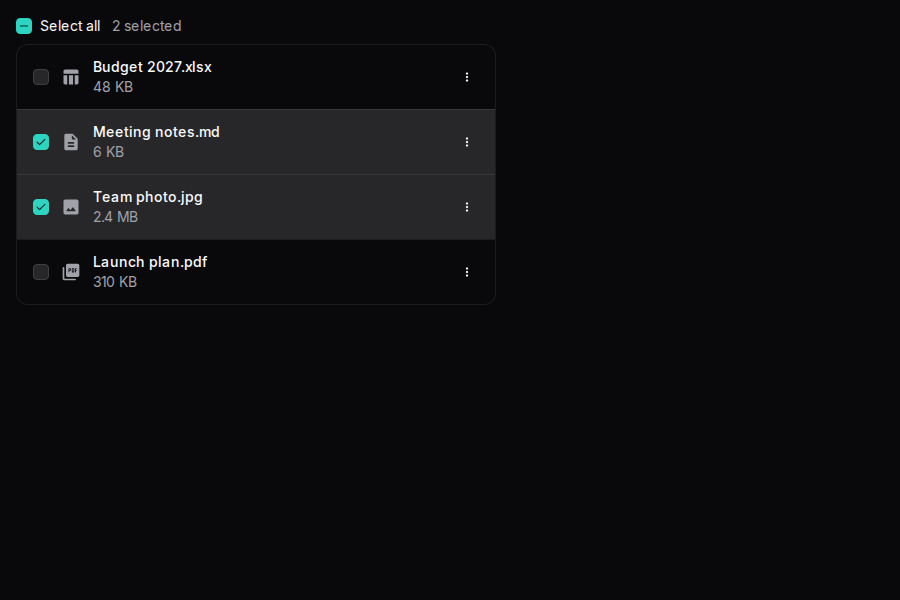 Select all 2 selected
Budget 2027.xlsx
48 KB
Meeting notes.md
6 KB
Team photo.jpg
2.4 MB
PDF
Launch plan.pdf
310 KB